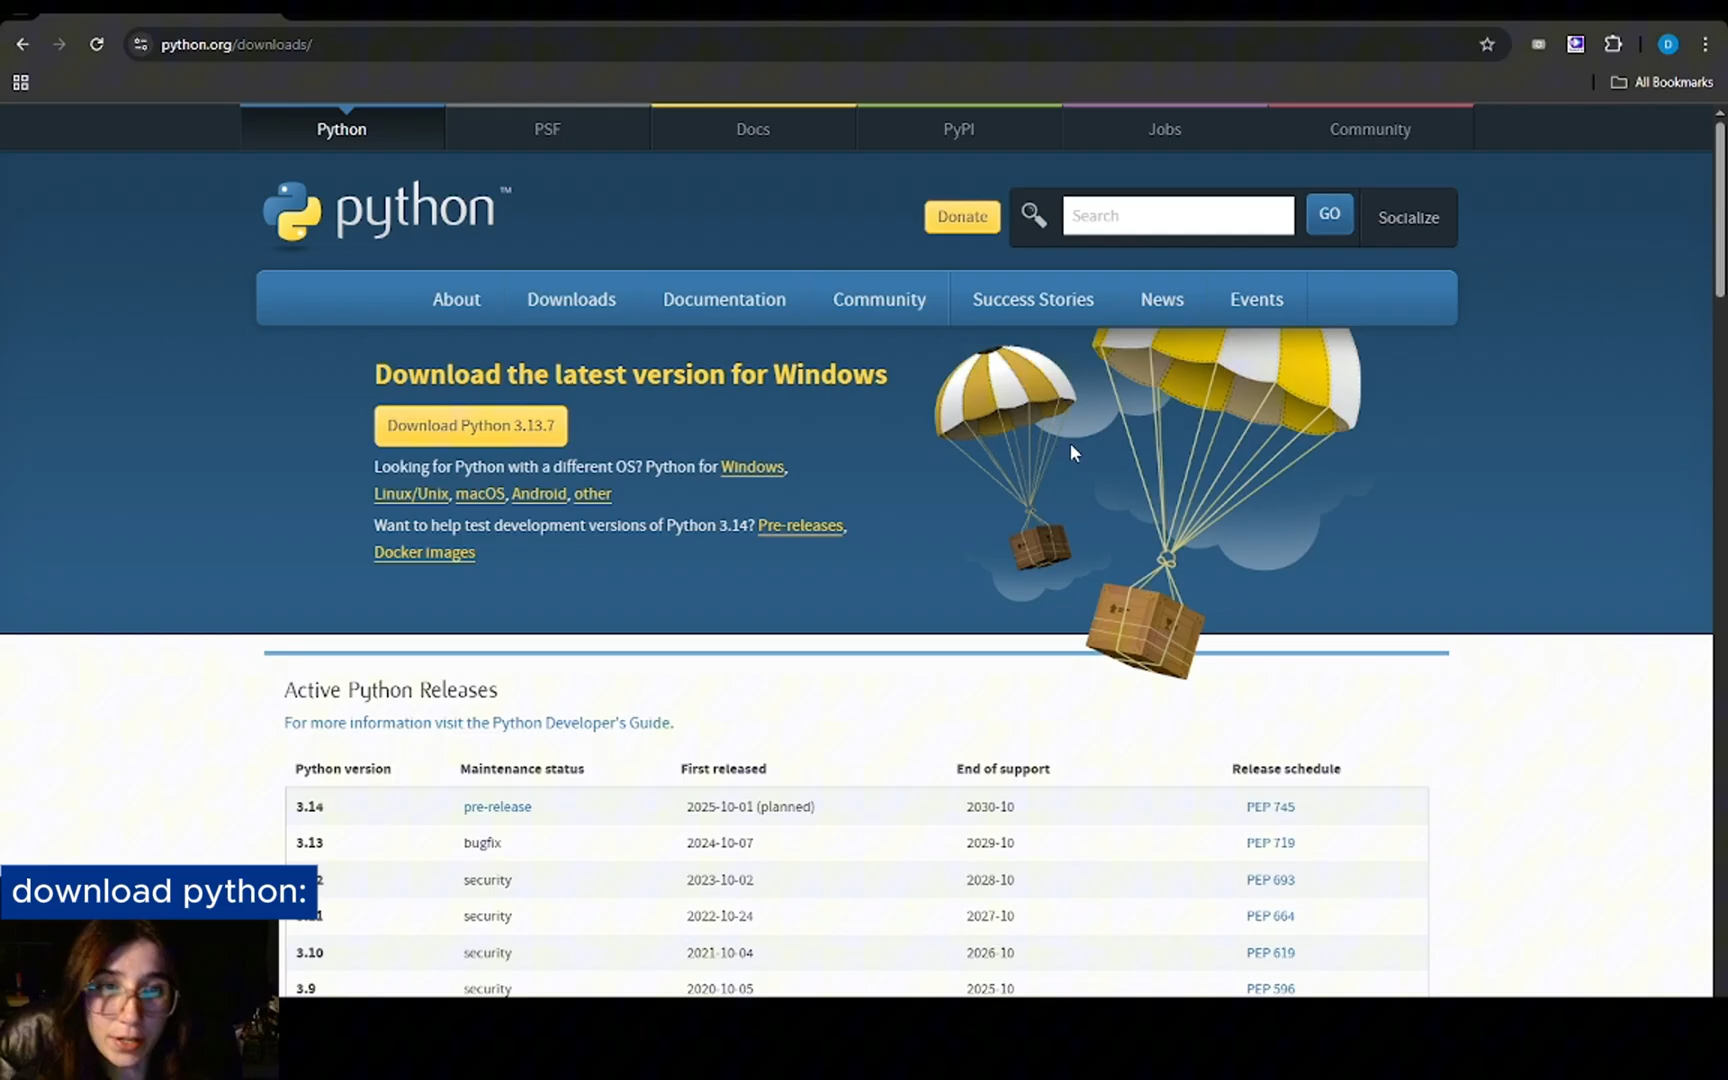 python.org/downloads/
D
All Bookmarks
Python
PSF
Docs
PyPI
Jobs
Community
python™
Donate
Search
GO
Socialize
About
Downloads
Documentation
Community
Success Stories
News
Events
Download the latest version for Windows
Download Python 3.13.7
Looking for Python with a different OS? Python for Windows,
Linux/Unix, macOS, Android, other
Want to help test development versions of Python 3.14? Pre-releases,
Docker images
Active Python Releases
For more information visit the Python Developer's Guide.
Python version Maintenance status First released End of support Release schedule
3.14 pre-release 2025-10-01 (planned) 2030-10 PEP 745
3.13 bugfix 2024-10-07 2029-10 PEP 719
2 security 2023-10-02 2028-10 PEP 693
security 2022-10-24 2027-10 PEP 664
3.10 security 2021-10-04 2026-10 PEP 619
3.9 security 2020-10-05 2025-10 PEP 596
download python: